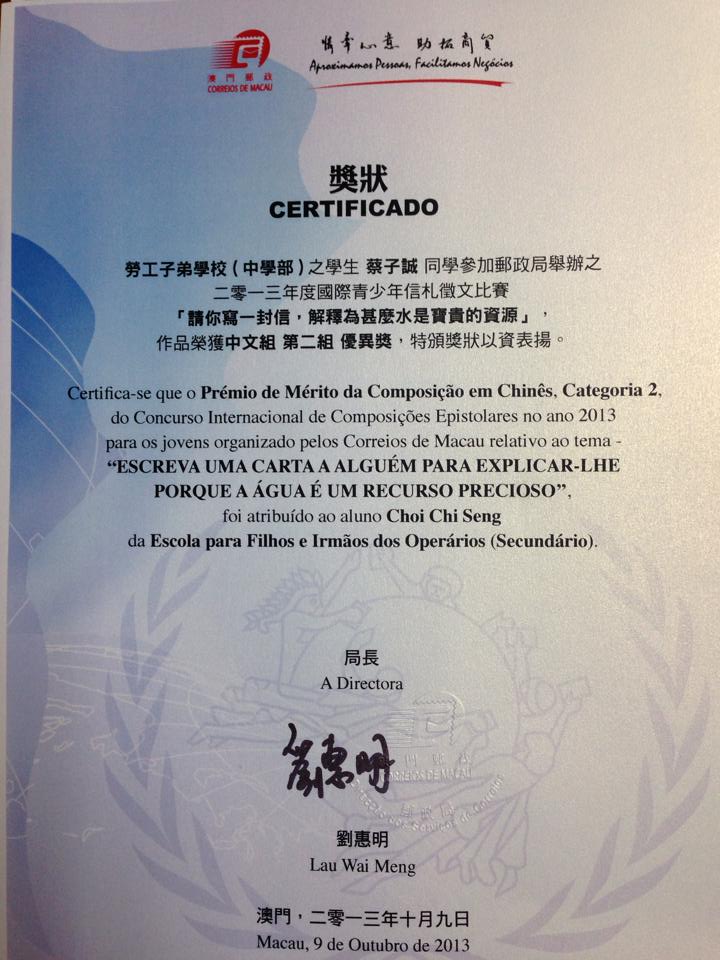 澳門郵政
CORREIOS DE MACAU
情牽心意 助拓商貿
Aproximamos Pessoas, Facilitamos Negócios
獎狀
CERTIFICADO
勞工子弟學校(中學部)之學生 蔡子誠 同學參加郵政局舉辦之
二零一三年度國際青少年信札徵文比賽
「請你寫一封信，解釋為甚麼水是寶貴的資源」，
作品榮獲中文組 第二組 優異獎，特頒獎狀以資表揚。
Certifica-se que o Prémio de Mérito da Composição em Chinês, Categoria 2,
do Concurso Internacional de Composições Epistolares no ano 2013
para os jovens organizado pelos Correios de Macau relativo ao tema -
“ESCREVA UMA CARTA A ALGUÉM PARA EXPLICAR-LHE
PORQUE A ÁGUA É UM RECURSO PRECIOSO”,
foi atribuído ao aluno Choi Chi Seng
da Escola para Filhos e Irmãos dos Operários (Secundário).
局長
A Directora
劉惠明
CORREIOS DE MACAU
劉惠明
Lau Wai Meng
澳門，二零一三年十月九日
Macau, 9 de Outubro de 2013